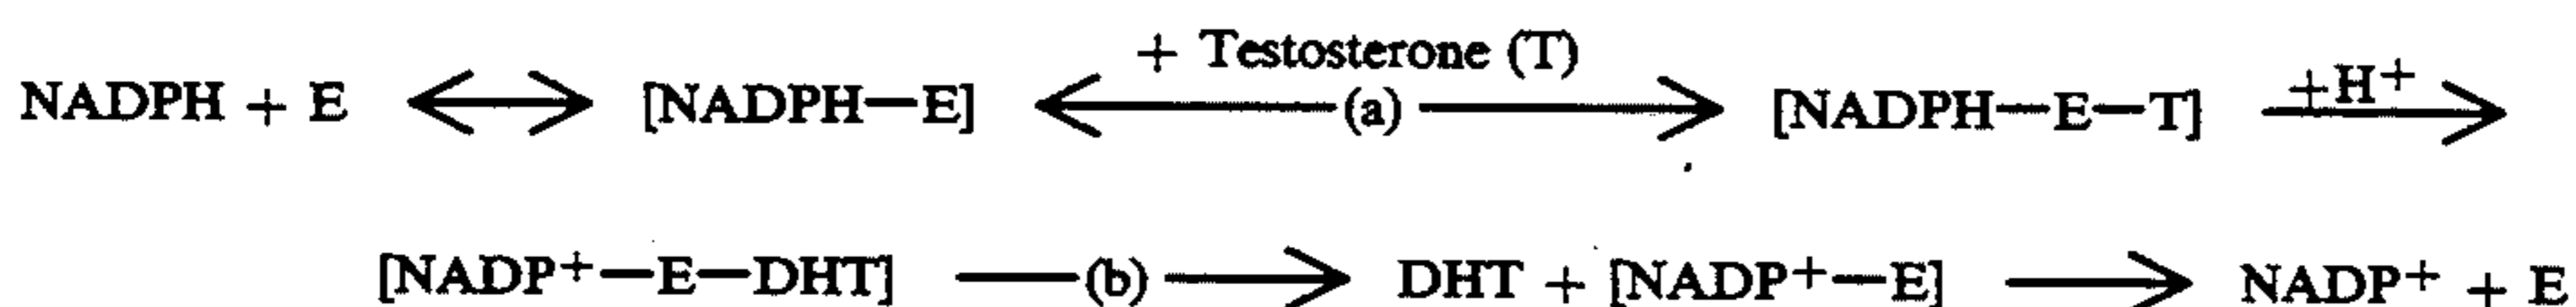 + Testosterone (T)
NADPH + E ⟷ [NADPH—E] ⟵(a)⟶ [NADPH—E—T] +H⁺ ⟶
[NADP⁺—E—DHT] —(b)⟶ DHT + [NADP⁺—E] ⟶ NADP⁺ + E